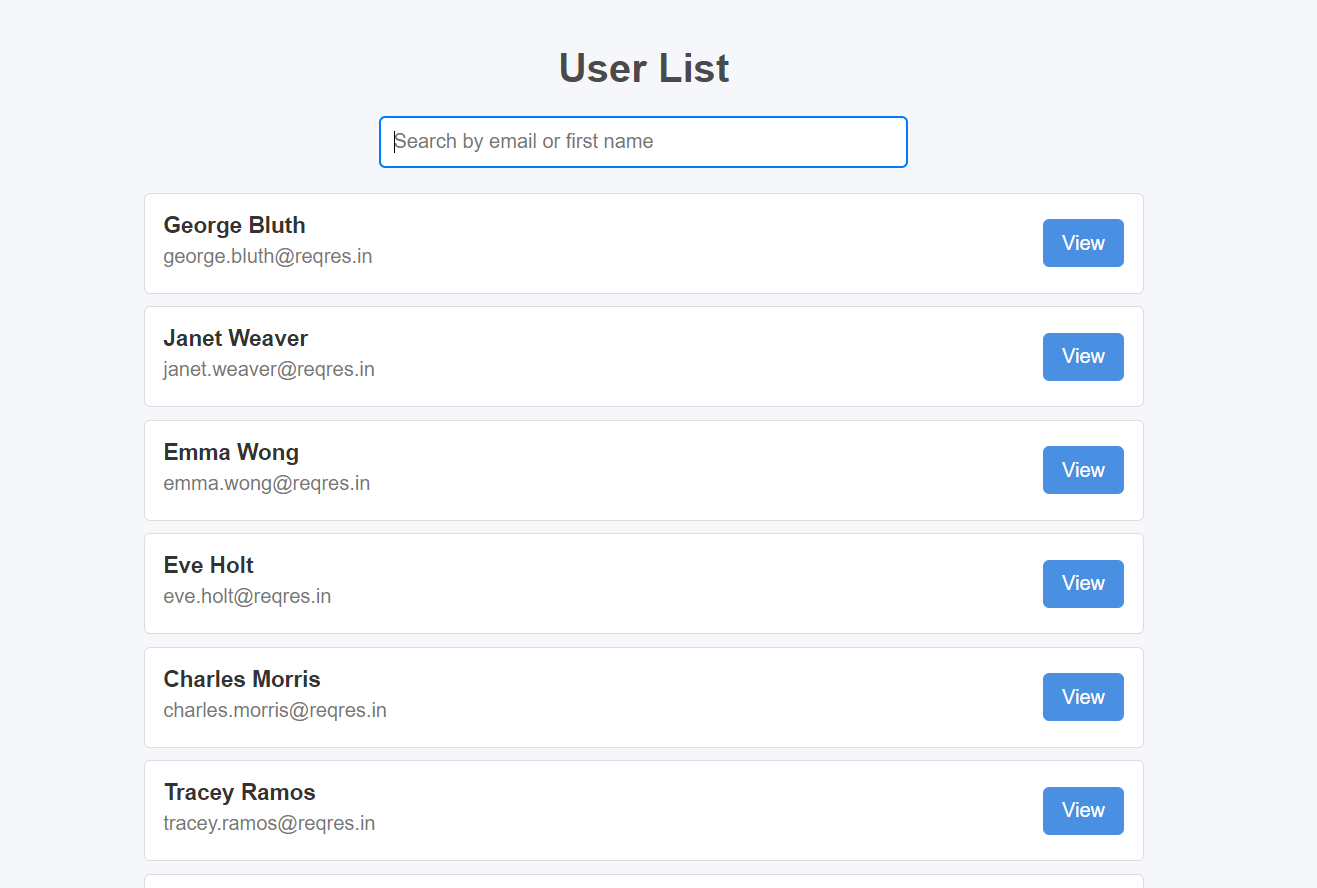 User List
Search by email or first name
George Bluth
george.bluth@reqres.in
View
Janet Weaver
janet.weaver@reqres.in
View
Emma Wong
emma.wong@reqres.in
View
Eve Holt
eve.holt@reqres.in
View
Charles Morris
charles.morris@reqres.in
View
Tracey Ramos
tracey.ramos@reqres.in
View